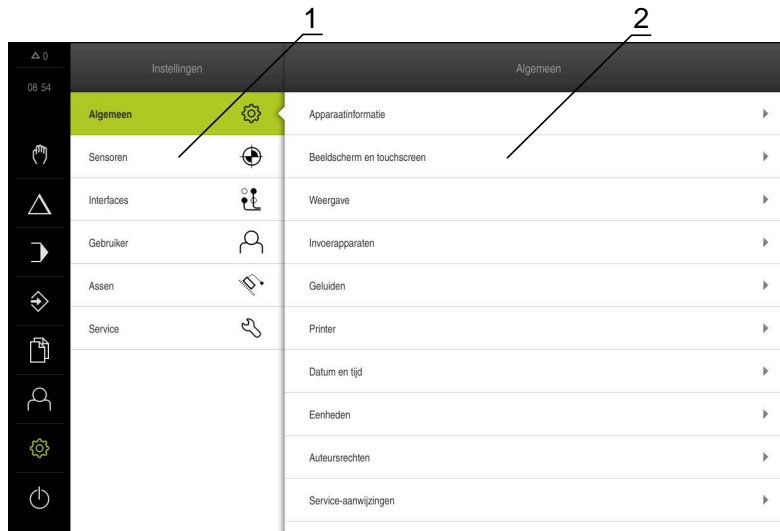 1
2
0
08 54
Instellingen
Algemeen
Algemeen
Sensoren
Interfaces
Gebruiker
Assen
Service
Apparaatinformatie
Beeldscherm en touchscreen
Weergave
Invoerapparaten
Geluiden
Printer
Datum en tijd
Eenheden
Auteursrechten
Service-aanwijzingen